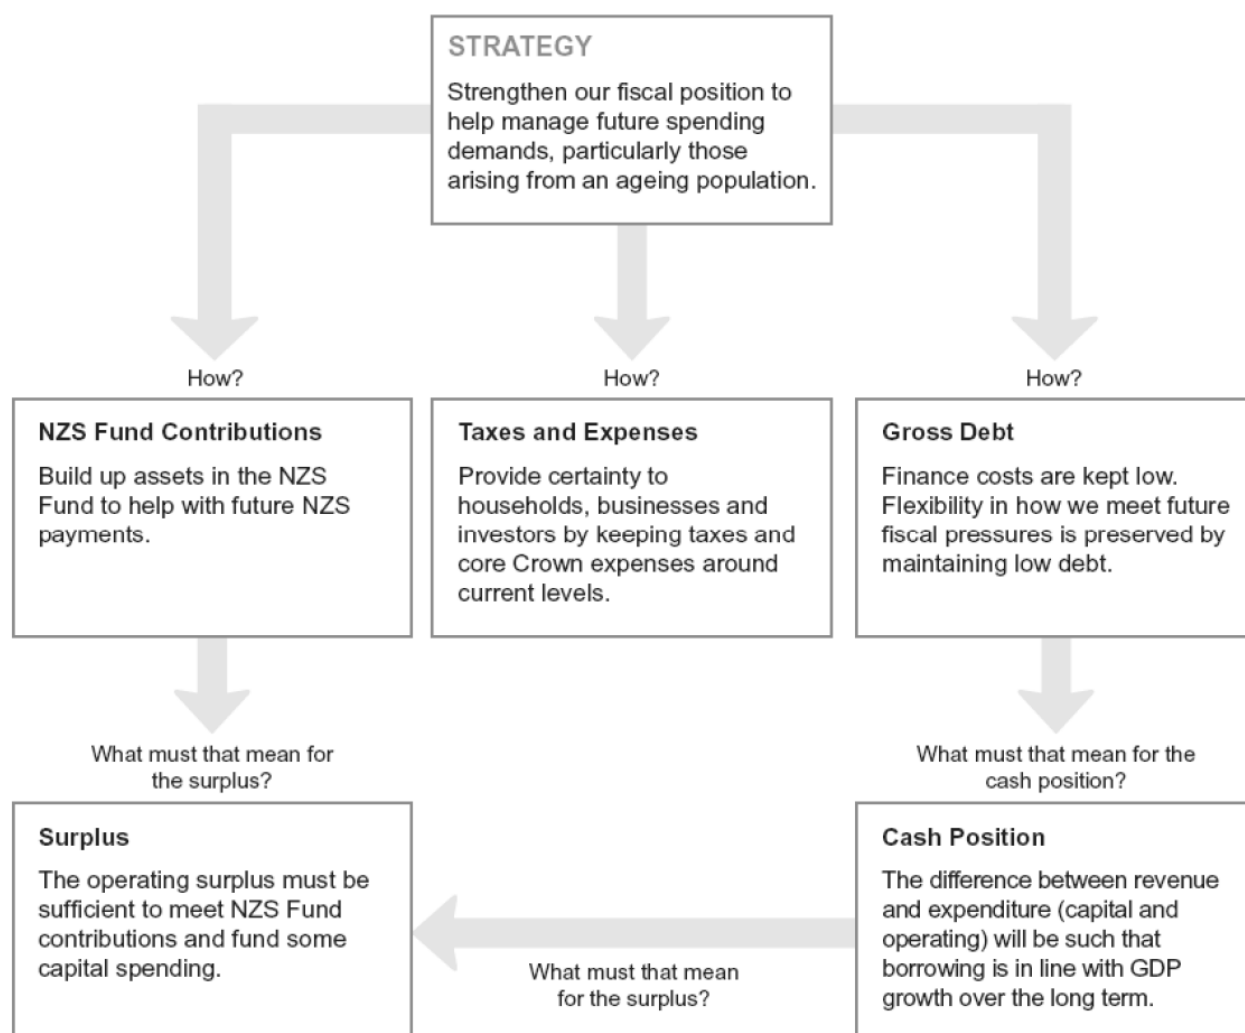 STRATEGY
Strengthen our fiscal position to
help manage future spending
demands, particularly those
arising from an ageing population.
How?
How?
How?
NZS Fund Contributions
Build up assets in the NZS
Fund to help with future NZS
payments.
Taxes and Expenses
Provide certainty to
households, businesses and
investors by keeping taxes and
core Crown expenses around
current levels.
Gross Debt
Finance costs are kept low.
Flexibility in how we meet future
fiscal pressures is preserved by
maintaining low debt.
What must that mean for
the surplus?
What must that mean for the
cash position?
Surplus
The operating surplus must be
sufficient to meet NZS Fund
contributions and fund some
capital spending.
What must that mean
for the surplus?
Cash Position
The difference between revenue
and expenditure (capital and
operating) will be such that
borrowing is in line with GDP
growth over the long term.